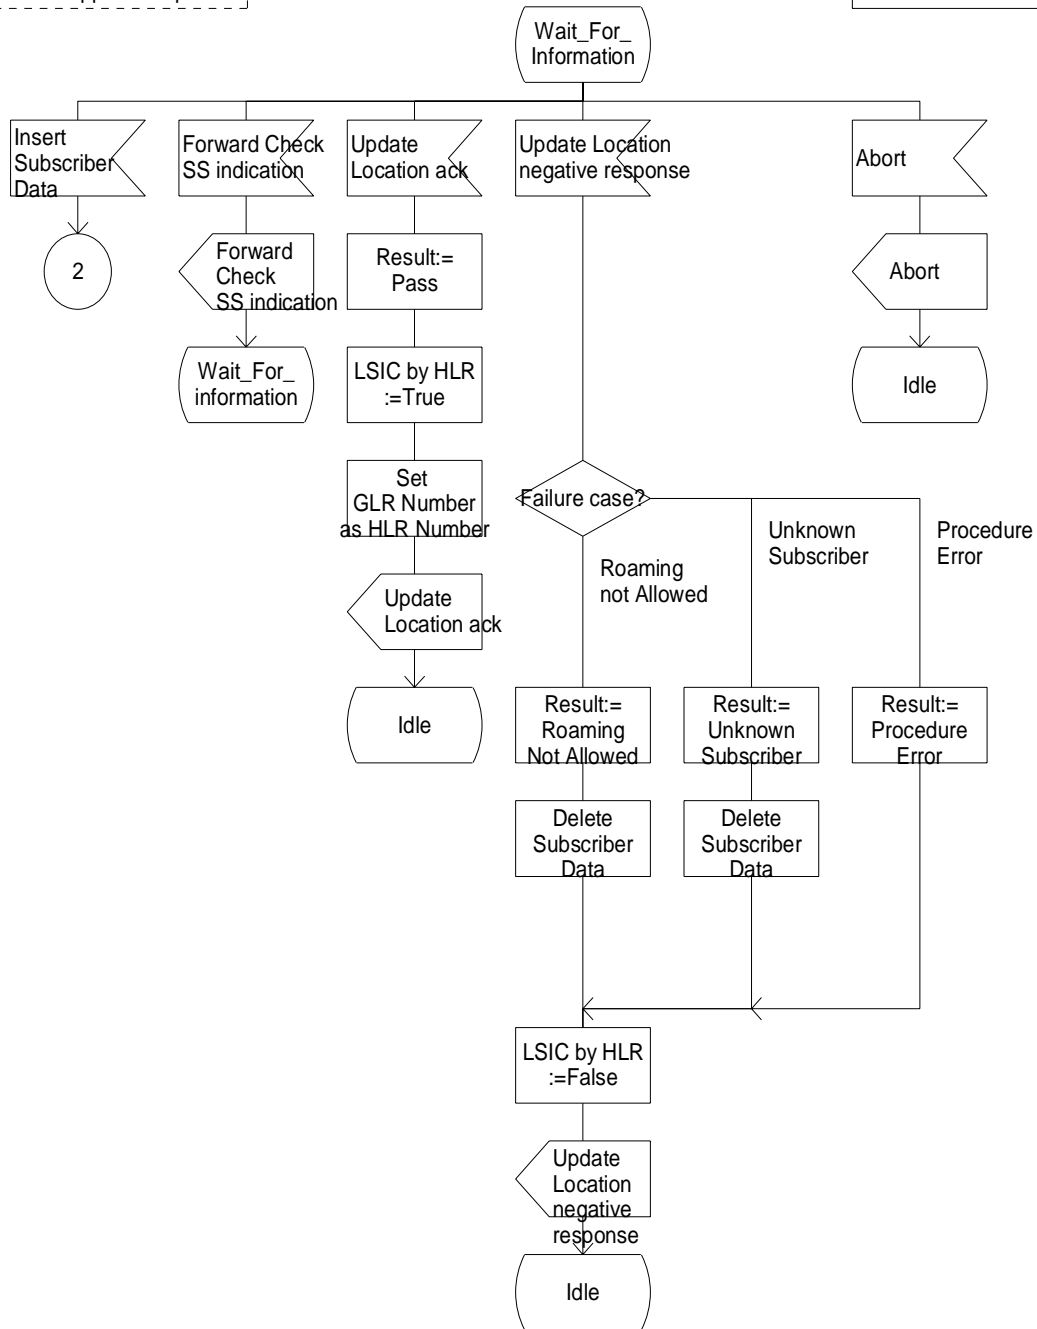 Wait_For_
Information
Insert
Subscriber
Data
Forward Check
SS indication
Update
Location ack
Update Location
negative response
Abort
2
Forward
Check
SS indication
Result:=
Pass
Abort
Wait_For_
information
LSIC by HLR
:=True
Idle
Set
GLR Number
as HLR Number
Failure case?
Unknown
Subscriber
Procedure
Error
Roaming
not Allowed
Update
Location ack
Idle
Result:=
Roaming
Not Allowed
Result:=
Unknown
Subscriber
Result:=
Procedure
Error
Delete
Subscriber
Data
Delete
Subscriber
Data
LSIC by HLR
:=False
Update
Location
negative
response
Idle